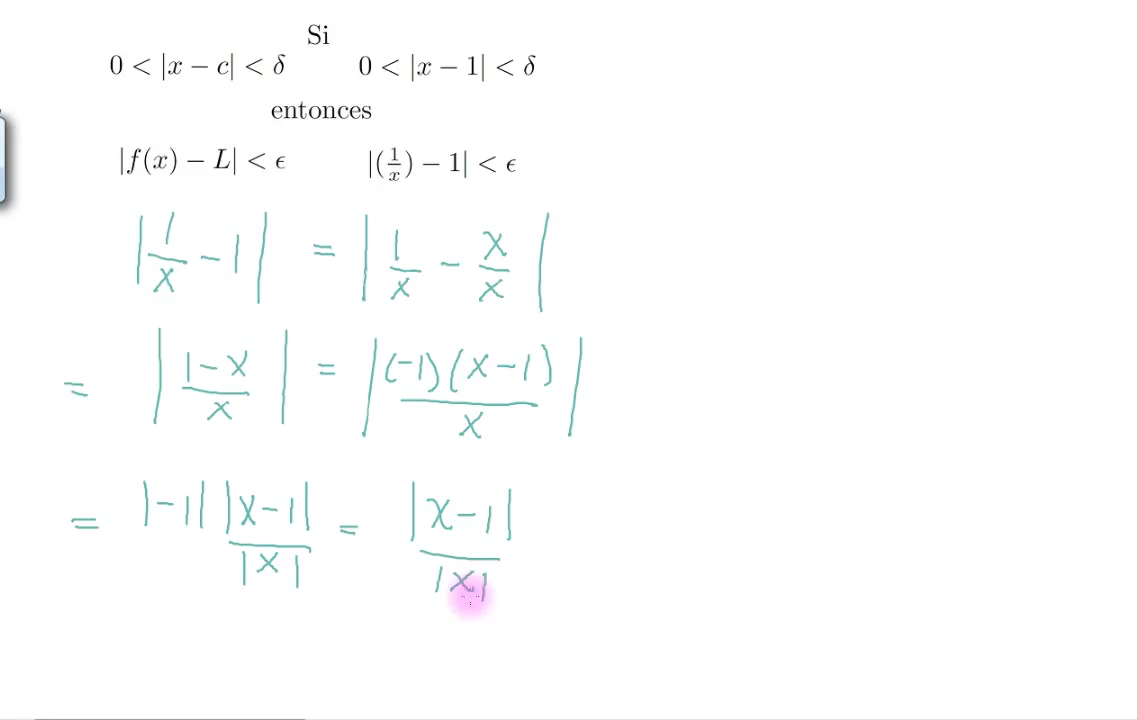 Si
0 < |x − c| < δ 0 < |x − 1| < δ
entonces
|f(x) − L| < ϵ |(1/x) − 1| < ϵ
|1/x − 1| = |1/x − x/x|
= |(1−x)/x| = |(−1)(x−1)/x|
= |−1| |x−1|/|x| = |x−1|/|x|